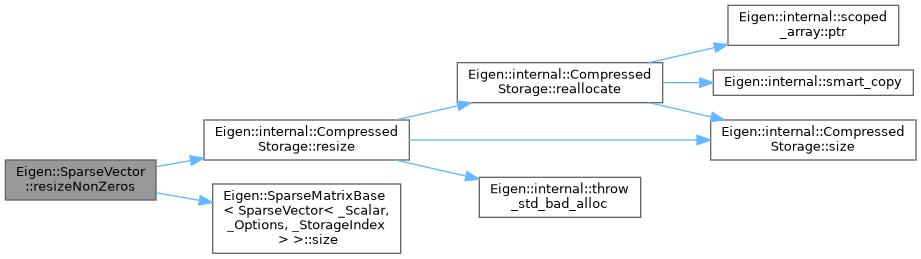 Eigen::SparseVector
::resizeNonZeros
Eigen::internal::Compressed
Storage::resize
Eigen::internal::Compressed
Storage::reallocate
Eigen::internal::scoped
_array::ptr
Eigen::internal::smart_copy
Eigen::internal::Compressed
Storage::size
Eigen::internal::throw
_std_bad_alloc
Eigen::SparseMatrixBase
< SparseVector< _Scalar,
_Options, _StorageIndex
> >::size